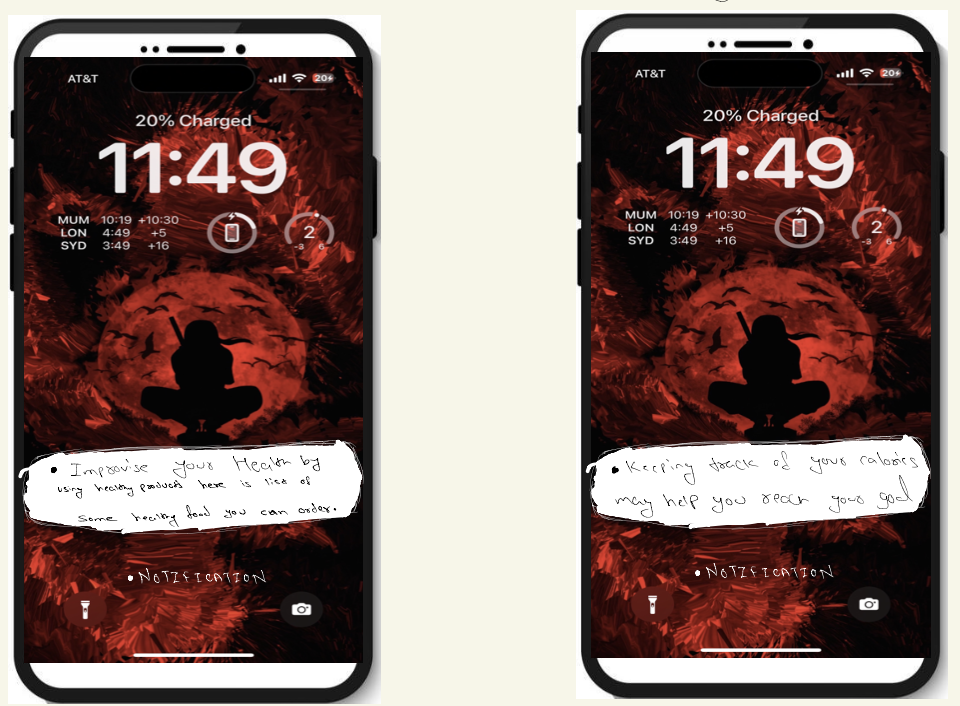 AT&T
20+
20% Charged
11:49
MUM 10:19 +10:30
LON 4:49 +5
SYD 3:49 +16
2
-3 6
• Improvise your Health by
using healthy products here is list of
some healthy food you can order.
• NOTIFICATION
AT&T
20+
20% Charged
11:49
MUM 10:19 +10:30
LON 4:49 +5
SYD 3:49 +16
2
-3 6
• Keeping track of your calories
may help you reach your goal
• NOTIFICATION